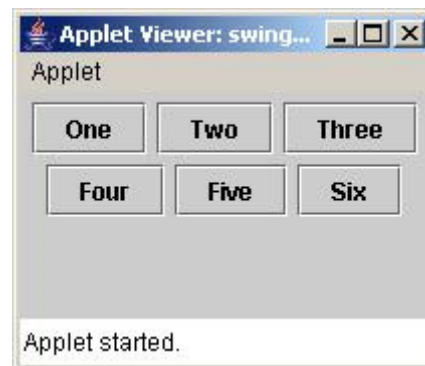 Applet Viewer: swing...
Applet
One Two Three
Four Five Six
Applet started.